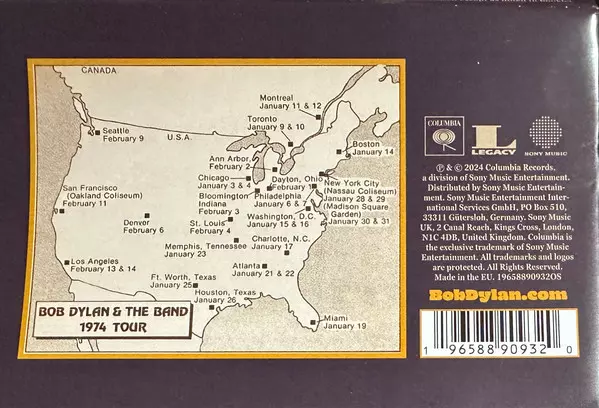 CANADA
U.S.A.
Seattle
February 9
Montreal
January 11 & 12
Toronto
January 9 & 10
Boston
January 14
Ann Arbor,
February 2
Chicago
January 3 & 4
Dayton, Ohio
February 1
Bloomington
Indiana
February 3
Philadelphia
January 6 & 7
New York City
(Nassau Coliseum)
January 28 & 29
(Madison Square
Garden)
January 30 & 31
San Francisco
(Oakland Coliseum)
February 11
Denver
February 6
St. Louis
February 4
Washington, D.C.
January 15 & 16
Memphis, Tennessee
January 23
Charlotte, N.C.
January 17
Los Angeles
February 13 & 14
Atlanta
January 21 & 22
Ft. Worth, Texas
January 25
Houston, Texas
January 26
Miami
January 19
BOB DYLAN & THE BAND
1974 TOUR
COLUMBIA
L
LEGACY
SONY MUSIC
℗ & © 2024 Columbia Records,
a division of Sony Music Entertainment.
Distributed by Sony Music Entertain-
ment. Sony Music Entertainment Inter-
national Services GmbH, PO Box 510,
33311 Gütersloh, Germany. Sony Music
UK, 2 Canal Reach, Kings Cross, London,
N1C 4DB, United Kingdom. Columbia is
the exclusive trademark of Sony Music
Entertainment. All trademarks and logos
are protected. All Rights Reserved.
Made in the EU. 19658890932OS
BobDylan.com
1 96588 90932 0